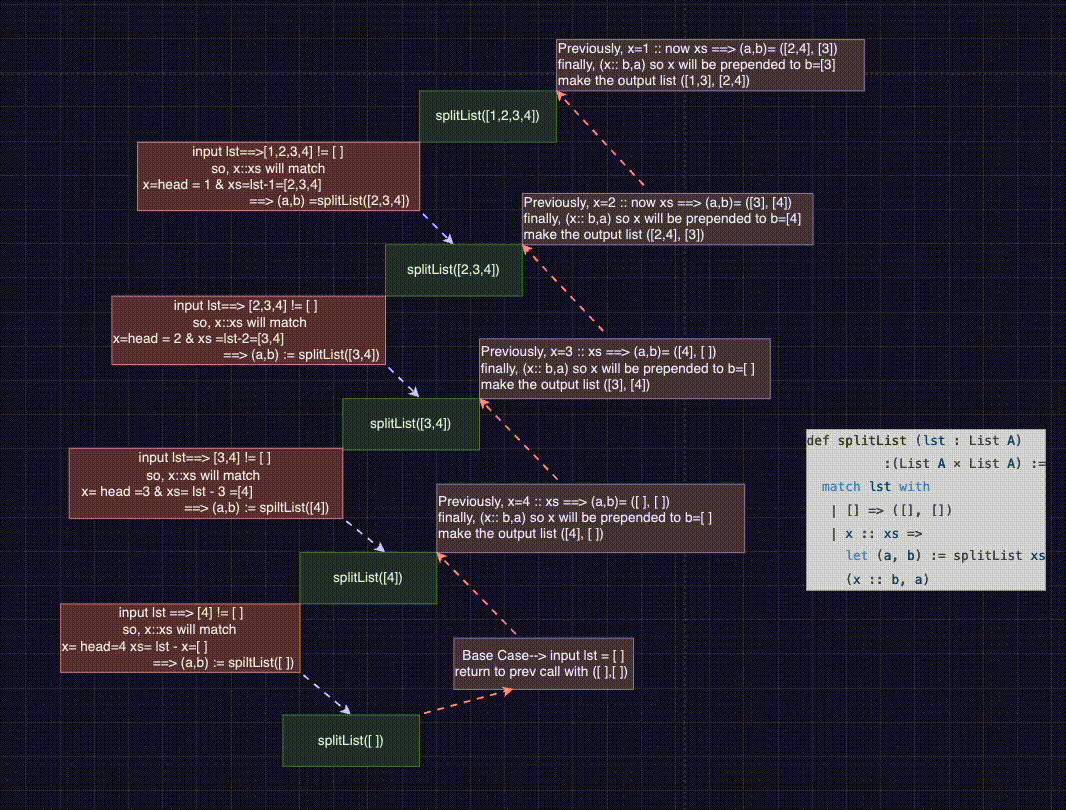 Previously, x=1 :: now xs ==> (a,b)= ([2,4], [3])
finally, (x:: b,a) so x will be prepended to b=[3]
make the output list ([1,3], [2,4])
splitList([1,2,3,4])
input lst==>[1,2,3,4] != [ ]
so, x::xs will match
x=head = 1 & xs=lst-1=[2,3,4]
==> (a,b) =splitList([2,3,4])
Previously, x=2 :: now xs ==> (a,b)= ([3], [4])
finally, (x:: b,a) so x will be prepended to b=[4]
make the output list ([2,4], [3])
splitList([2,3,4])
input lst==> [2,3,4] != [ ]
so, x::xs will match
x=head = 2 & xs =lst-2=[3,4]
==> (a,b) := splitList([3,4])
Previously, x=3 :: xs ==> (a,b)= ([4], [ ])
finally, (x:: b,a) so x will be prepended to b=[ ]
make the output list ([3], [4])
splitList([3,4])
input lst==> [3,4] != [ ]
so, x::xs will match
x= head =3 & xs= lst - 3 =[4]
==> (a,b) := spiltList([4])
def splitList (lst : List A)
:(List A × List A) :=
match lst with
| [] => ([], [])
| x :: xs =>
let (a, b) := splitList xs
(x :: b, a)
Previously, x=4 :: xs ==> (a,b)= ([ ], [ ])
finally, (x:: b,a) so x will be prepended to b=[ ]
make the output list ([4], [ ])
splitList([4])
input lst ==> [4] != [ ]
so, x::xs will match
x= head=4 xs= lst - x=[ ]
==> (a,b) := spiltList([ ])
Base Case--> input lst = [ ]
return to prev call with ([ ],[ ])
splitList([ ])